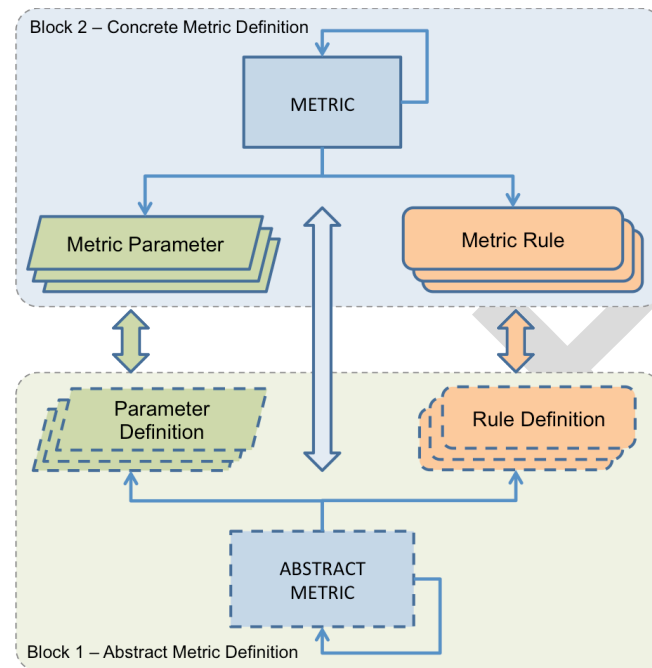 Block 2 – Concrete Metric Definition
METRIC
Metric Parameter
Metric Rule
Parameter
Definition
Rule Definition
ABSTRACT
METRIC
Block 1 – Abstract Metric Definition